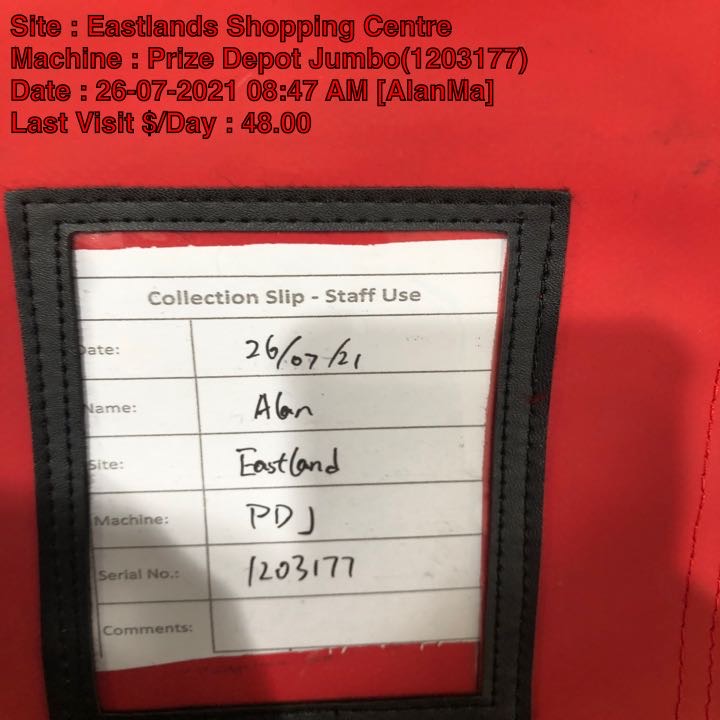 Site : Eastlands Shopping Centre
Machine : Prize Depot Jumbo(1203177)
Date : 26-07-2021 08:47 AM [AlanMa]
Last Visit $/Day : 48.00
Collection Slip - Staff Use
Date: 26/07/21
Name: Alan
Site: Eastland
Machine: PDJ
Serial No.: 1203177
Comments: